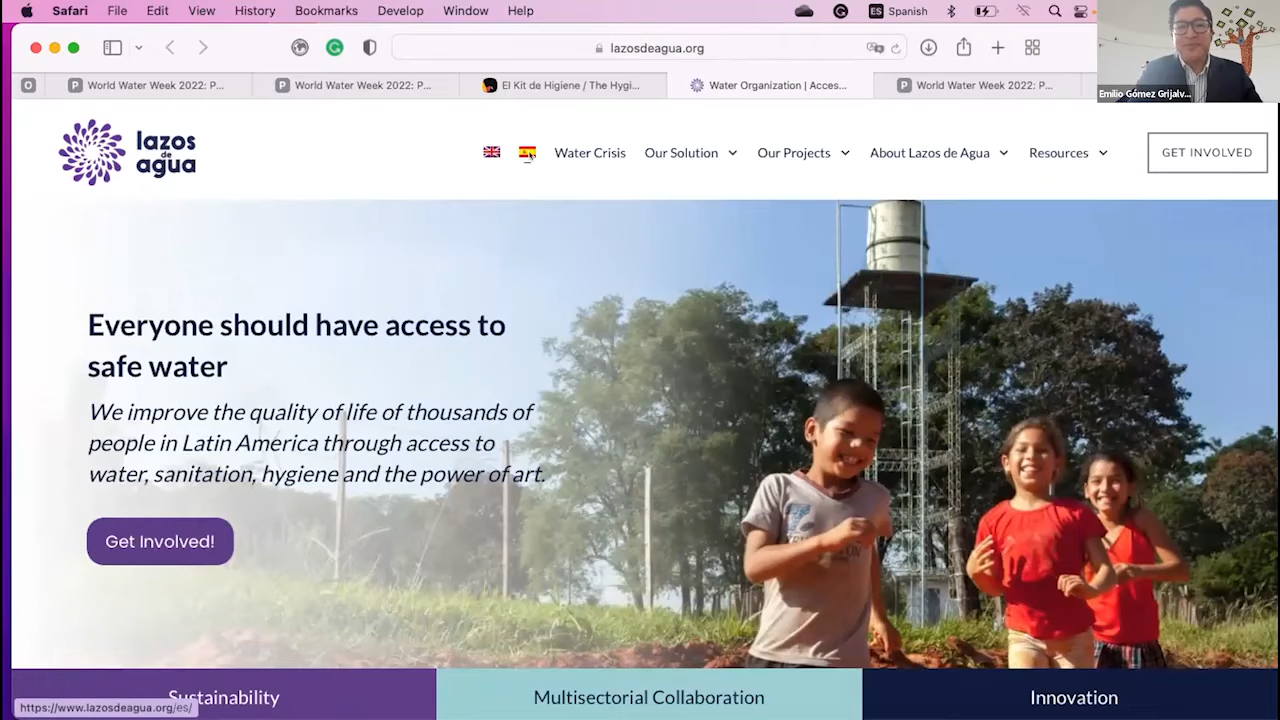 Safari File Edit View History Bookmarks Develop Window Help ES Spanish
lazosdeagua.org
O P World Water Week 2022: P... P World Water Week 2022: P... El Kit de Higiene / The Hygi... Water Organization | Acces... P World Water Week 2022: P...
Emilio Gómez Grijalv...
lazos
de
agua
Water Crisis Our Solution Our Projects About Lazos de Agua Resources GET INVOLVED
Everyone should have access to
safe water
We improve the quality of life of thousands of
people in Latin America through access to
water, sanitation, hygiene and the power of art.
Get Involved!
Sustainability Multisectorial Collaboration Innovation
https://www.lazosdeagua.org/es/